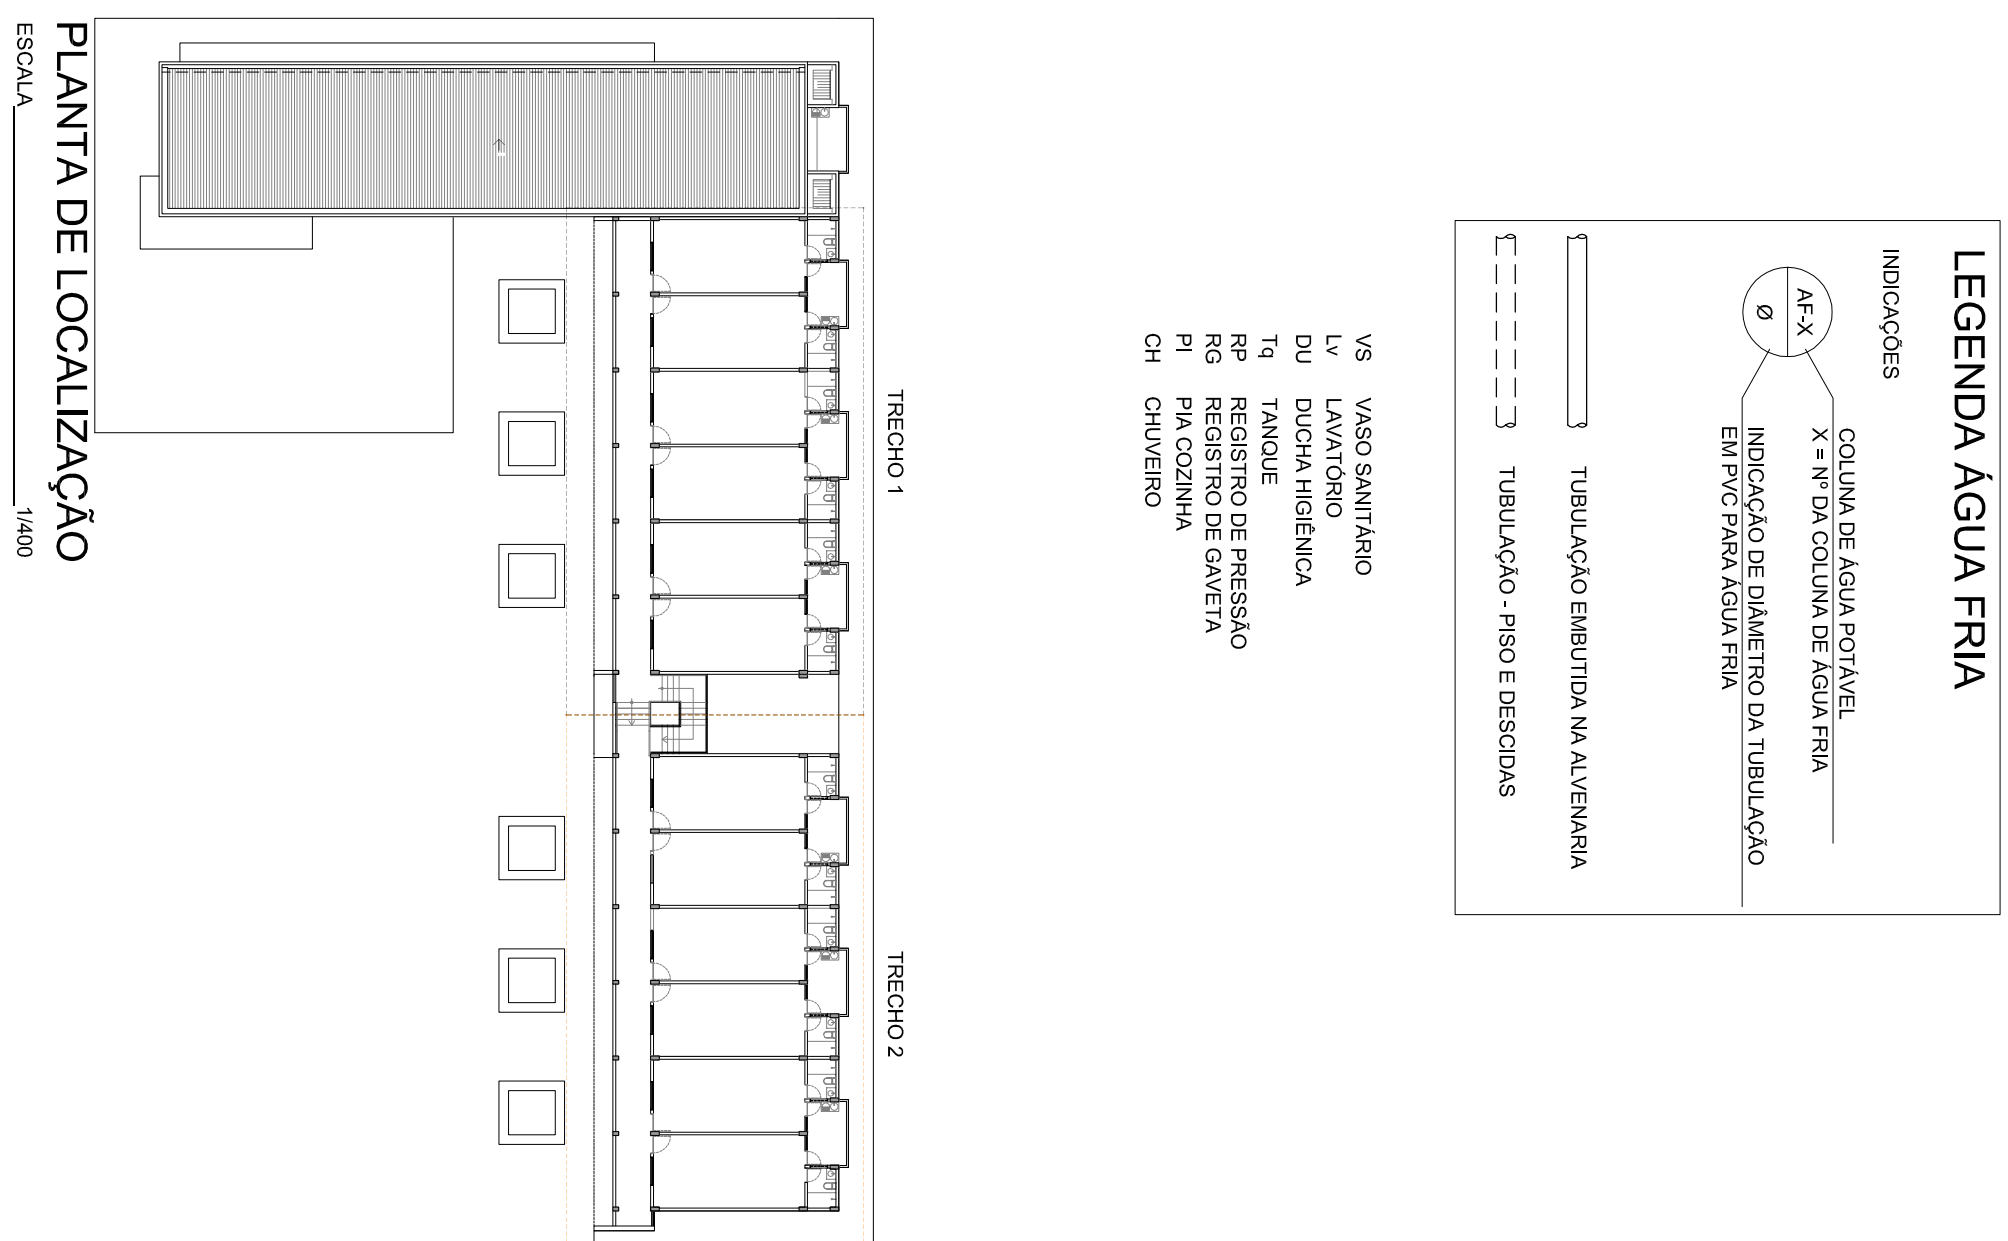 LEGENDA ÁGUA FRIA
INDICAÇÕES
AF-X
Ø
COLUNA DE ÁGUA POTÁVEL
X = Nº DA COLUNA DE ÁGUA FRIA
INDICAÇÃO DE DIÂMETRO DA TUBULAÇÃO
EM PVC PARA ÁGUA FRIA
TUBULAÇÃO EMBUTIDA NA ALVENARIA
TUBULAÇÃO - PISO E DESCIDAS
VS VASO SANITÁRIO
Lv LAVATÓRIO
DU DUCHA HIGIÊNICA
Tq TANQUE
RP REGISTRO DE PRESSÃO
RG REGISTRO DE GAVETA
PI PIA COZINHA
CH CHUVEIRO
TRECHO 1
TRECHO 2
PLANTA DE LOCALIZAÇÃO
ESCALA 1/400